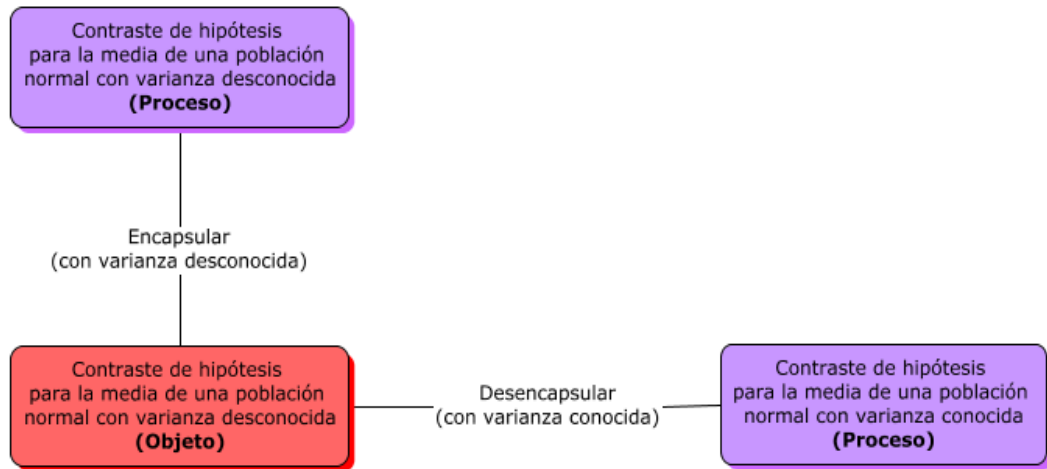 Contraste de hipótesis
para la media de una población
normal con varianza desconocida
(Proceso)
Encapsular
(con varianza desconocida)
Contraste de hipótesis
para la media de una población
normal con varianza desconocida
(Objeto)
Desencapsular
(con varianza conocida)
Contraste de hipótesis
para la media de una población
normal con varianza conocida
(Proceso)